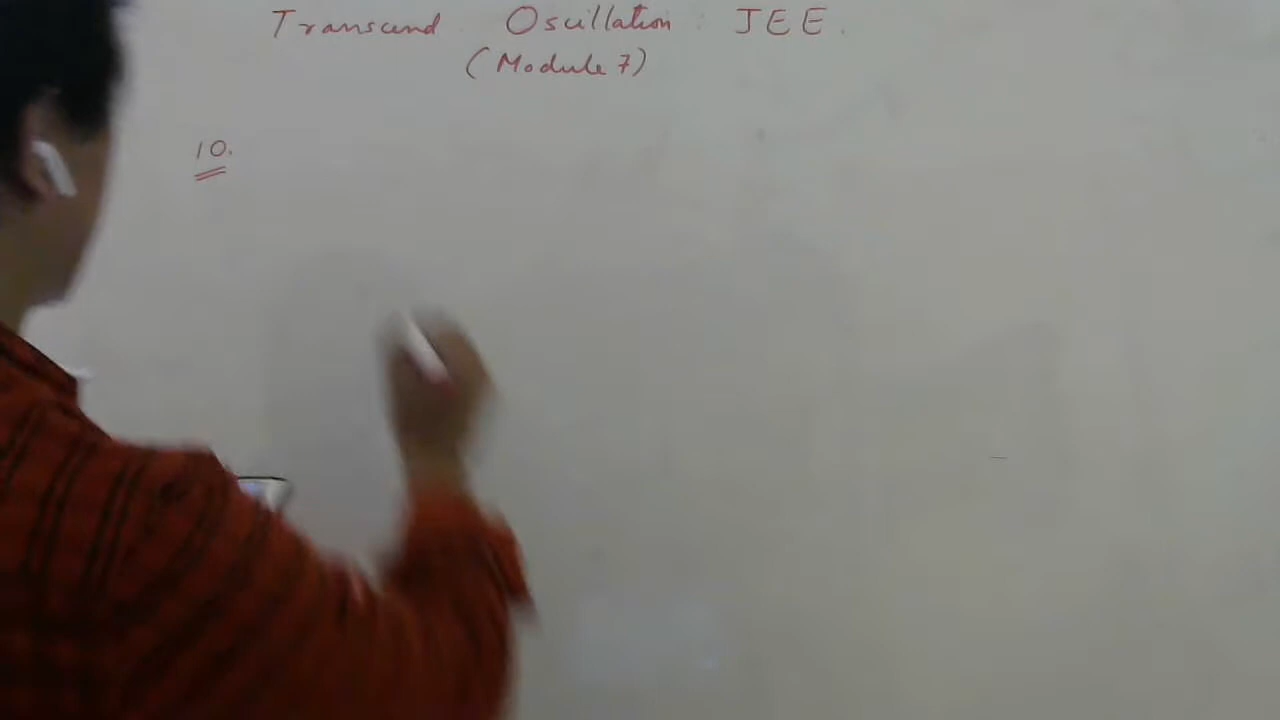 Transcend Oscillation : JEE.
(Module 7)
10.